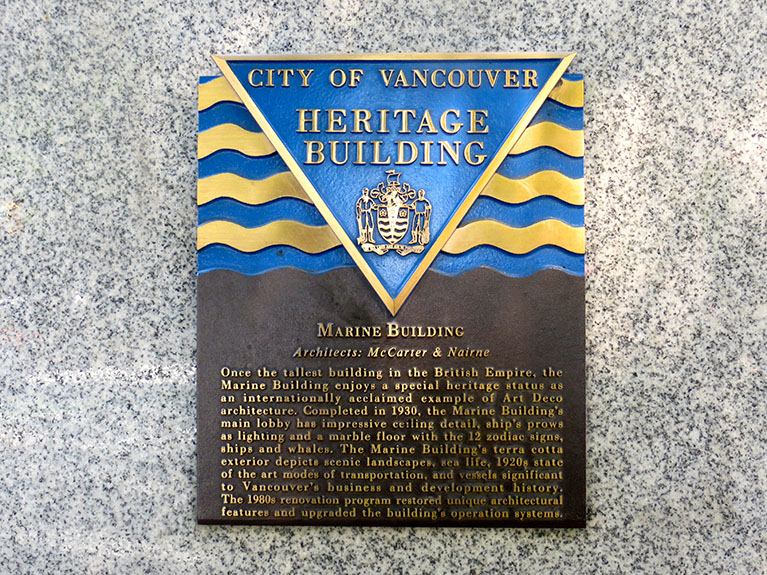 CITY OF VANCOUVER
HERITAGE
BUILDING
MARINE BUILDING
Architects: McCarter & Nairne
Once the tallest building in the British Empire, the
Marine Building enjoys a special heritage status as
an internationally acclaimed example of Art Deco
architecture. Completed in 1930, the Marine Building's
main lobby has impressive ceiling detail, ship's prows
as lighting and a marble floor with the 12 zodiac signs,
ships and whales. The Marine Building's terra cotta
exterior depicts scenic landscapes, sea life, 1920s state
of the art modes of transportation, and vessels significant
to Vancouver's business and development history.
The 1980s renovation program restored unique architectural
features and upgraded the building's operation systems.